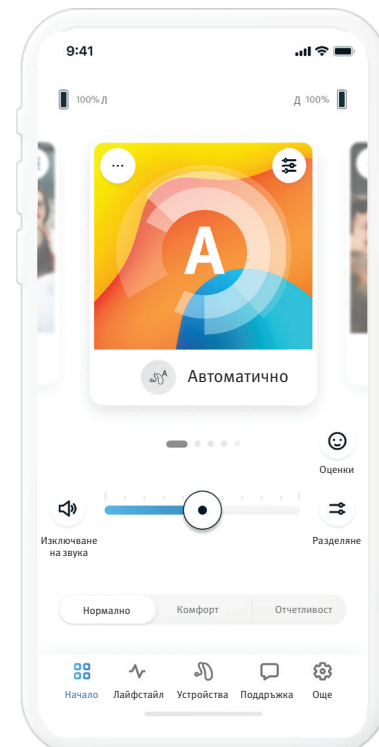 9:41
100% Л
Д 100%
A
A
Автоматично
Оценки
Изключване
на звука
Разделяне
Нормално
Комфорт
Отчетливост
Начало
Лайфстайл
Устройства
Поддръжка
Още